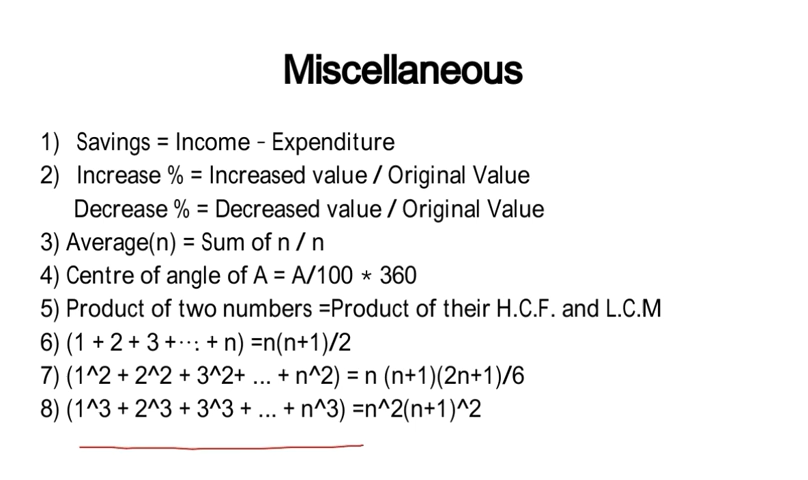 Miscellaneous
1) Savings = Income - Expenditure
2) Increase % = Increased value / Original Value
Decrease % = Decreased value / Original Value
3) Average(n) = Sum of n / n
4) Centre of angle of A = A/100 * 360
5) Product of two numbers =Product of their H.C.F. and L.C.M
6) (1 + 2 + 3 +...: + n) =n(n+1)/2
7) (1^2 + 2^2 + 3^2+ ... + n^2) = n (n+1)(2n+1)/6
8) (1^3 + 2^3 + 3^3 + ... + n^3) =n^2(n+1)^2